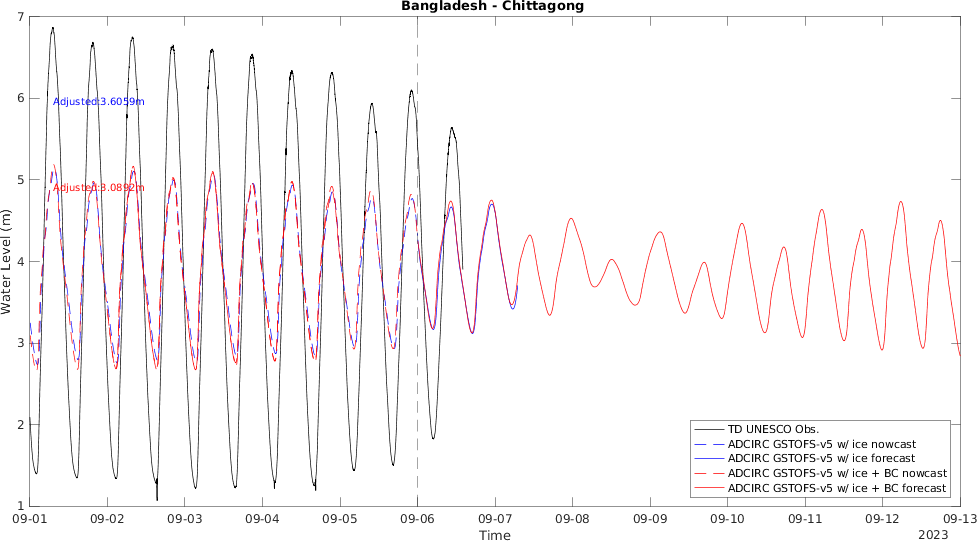 Bangladesh - Chittagong
7
6
5
4
3
2
1
Water Level (m)
Adjusted:3.6059m
Adjusted:3.0892m
TD UNESCO Obs.
ADCIRC GSTOFS-v5 w/ ice nowcast
ADCIRC GSTOFS-v5 w/ ice forecast
ADCIRC GSTOFS-v5 w/ ice + BC nowcast
ADCIRC GSTOFS-v5 w/ ice + BC forecast
09-01 09-02 09-03 09-04 09-05 09-06 09-07 09-08 09-09 09-10 09-11 09-12 09-13
Time
2023